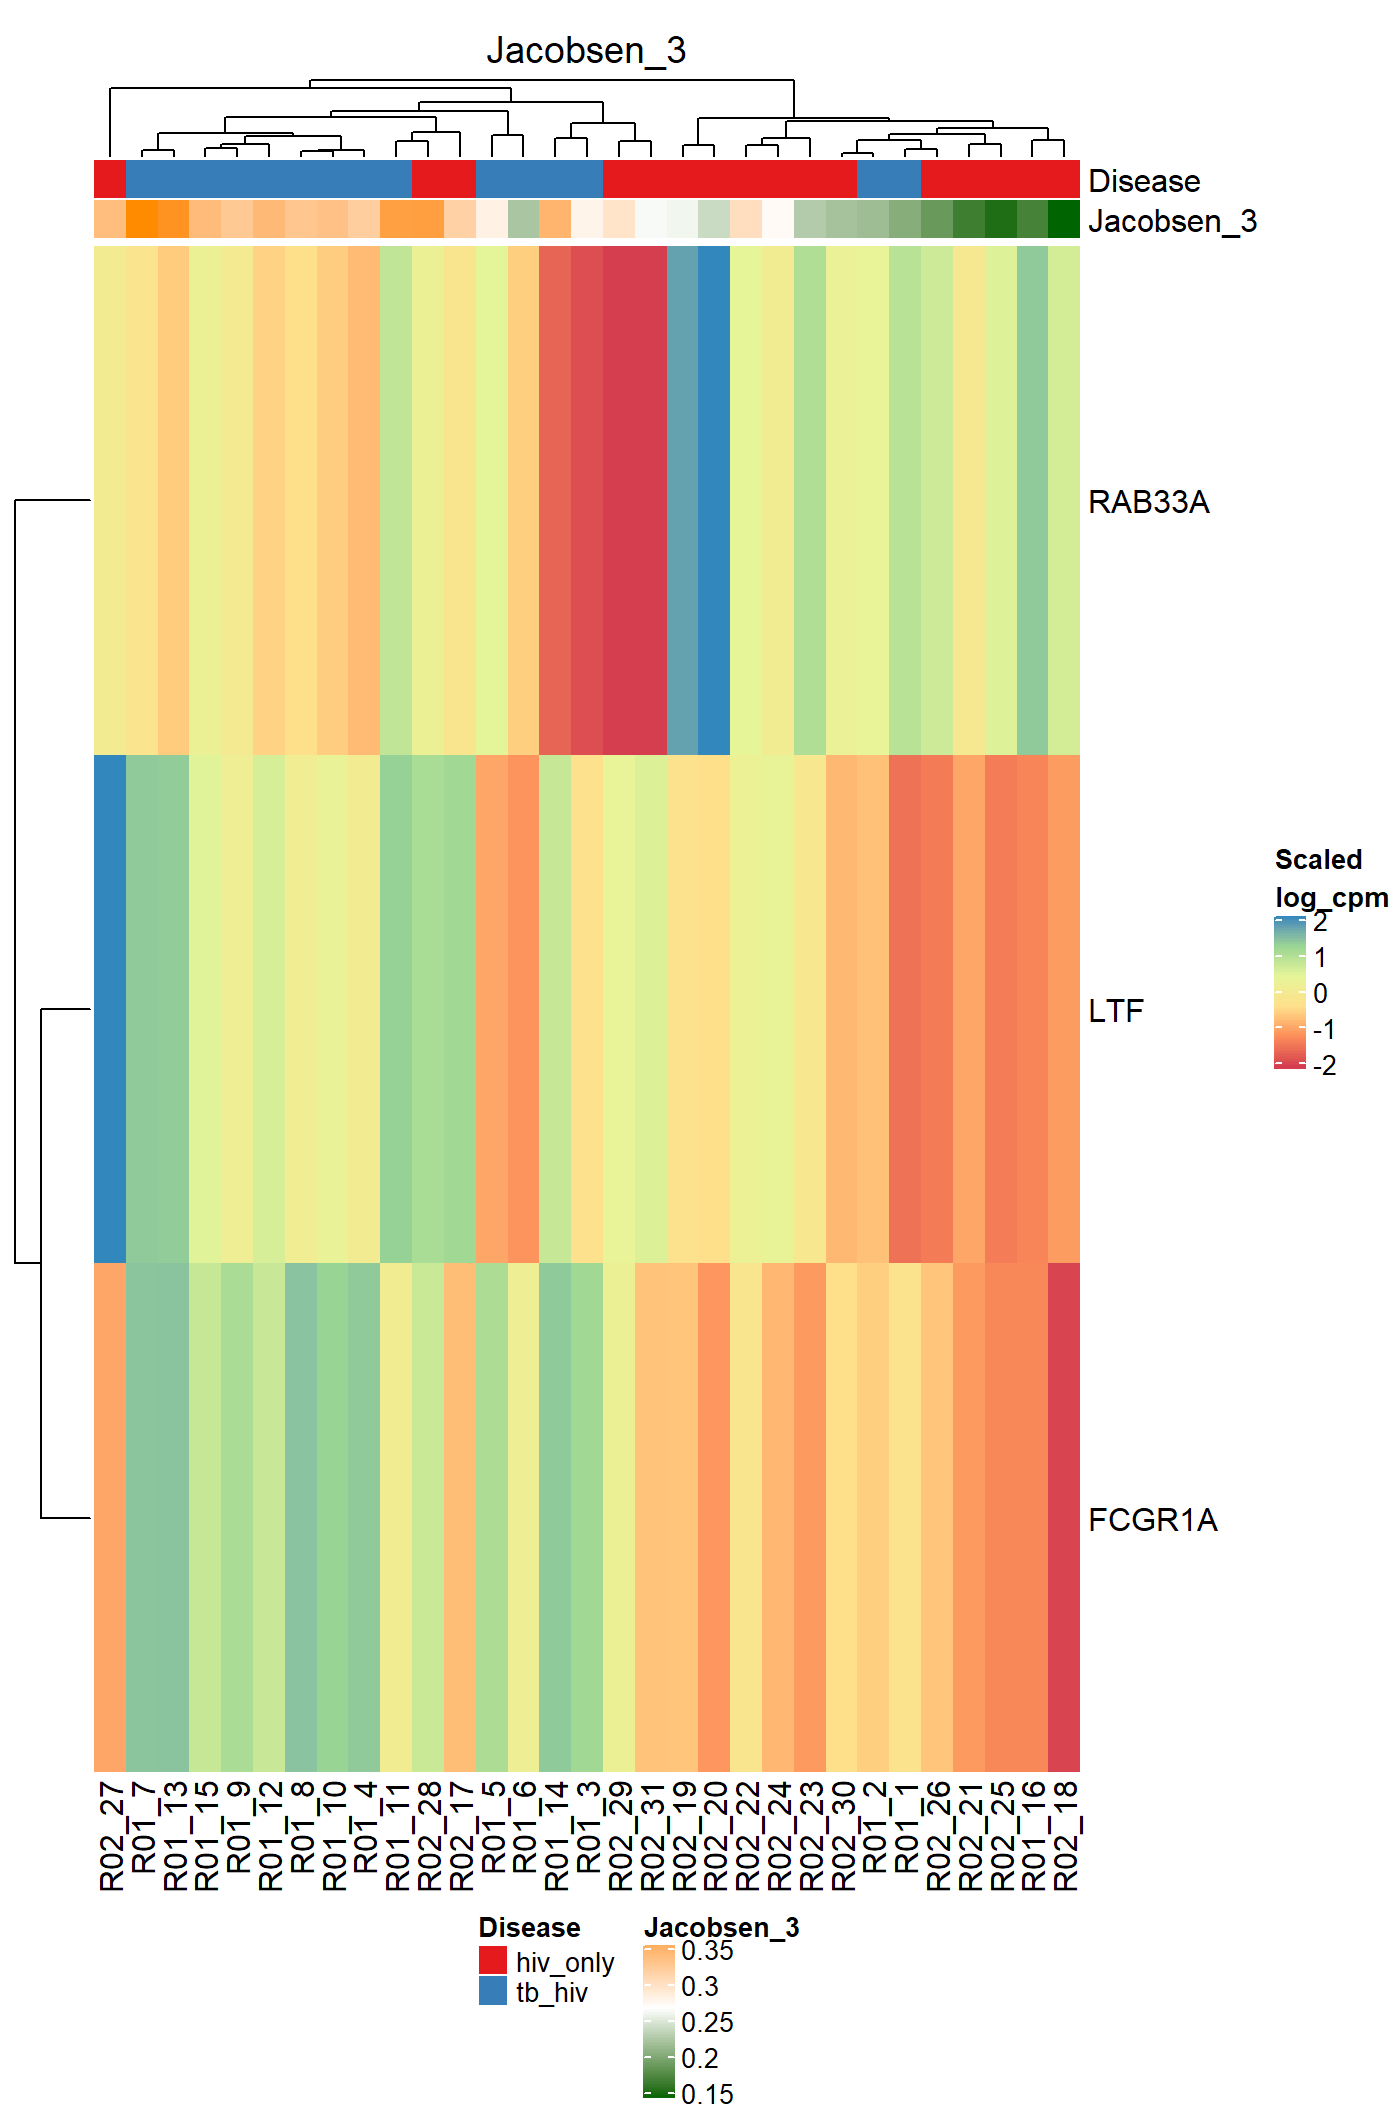 Jacobsen_3
Disease
Jacobsen_3
RAB33A
LTF
FCGR1A
Scaled
log_cpm
2
1
0
-1
-2
R02_27
R01_7
R01_13
R01_15
R01_9
R01_12
R01_8
R01_10
R01_4
R01_11
R02_28
R02_17
R01_5
R01_6
R01_14
R01_3
R02_29
R02_31
R02_19
R02_20
R02_22
R02_24
R02_23
R02_30
R01_2
R01_1
R02_26
R02_21
R02_25
R01_16
R02_18
Disease
hiv_only
tb_hiv
Jacobsen_3
0.35
0.3
0.25
0.2
0.15